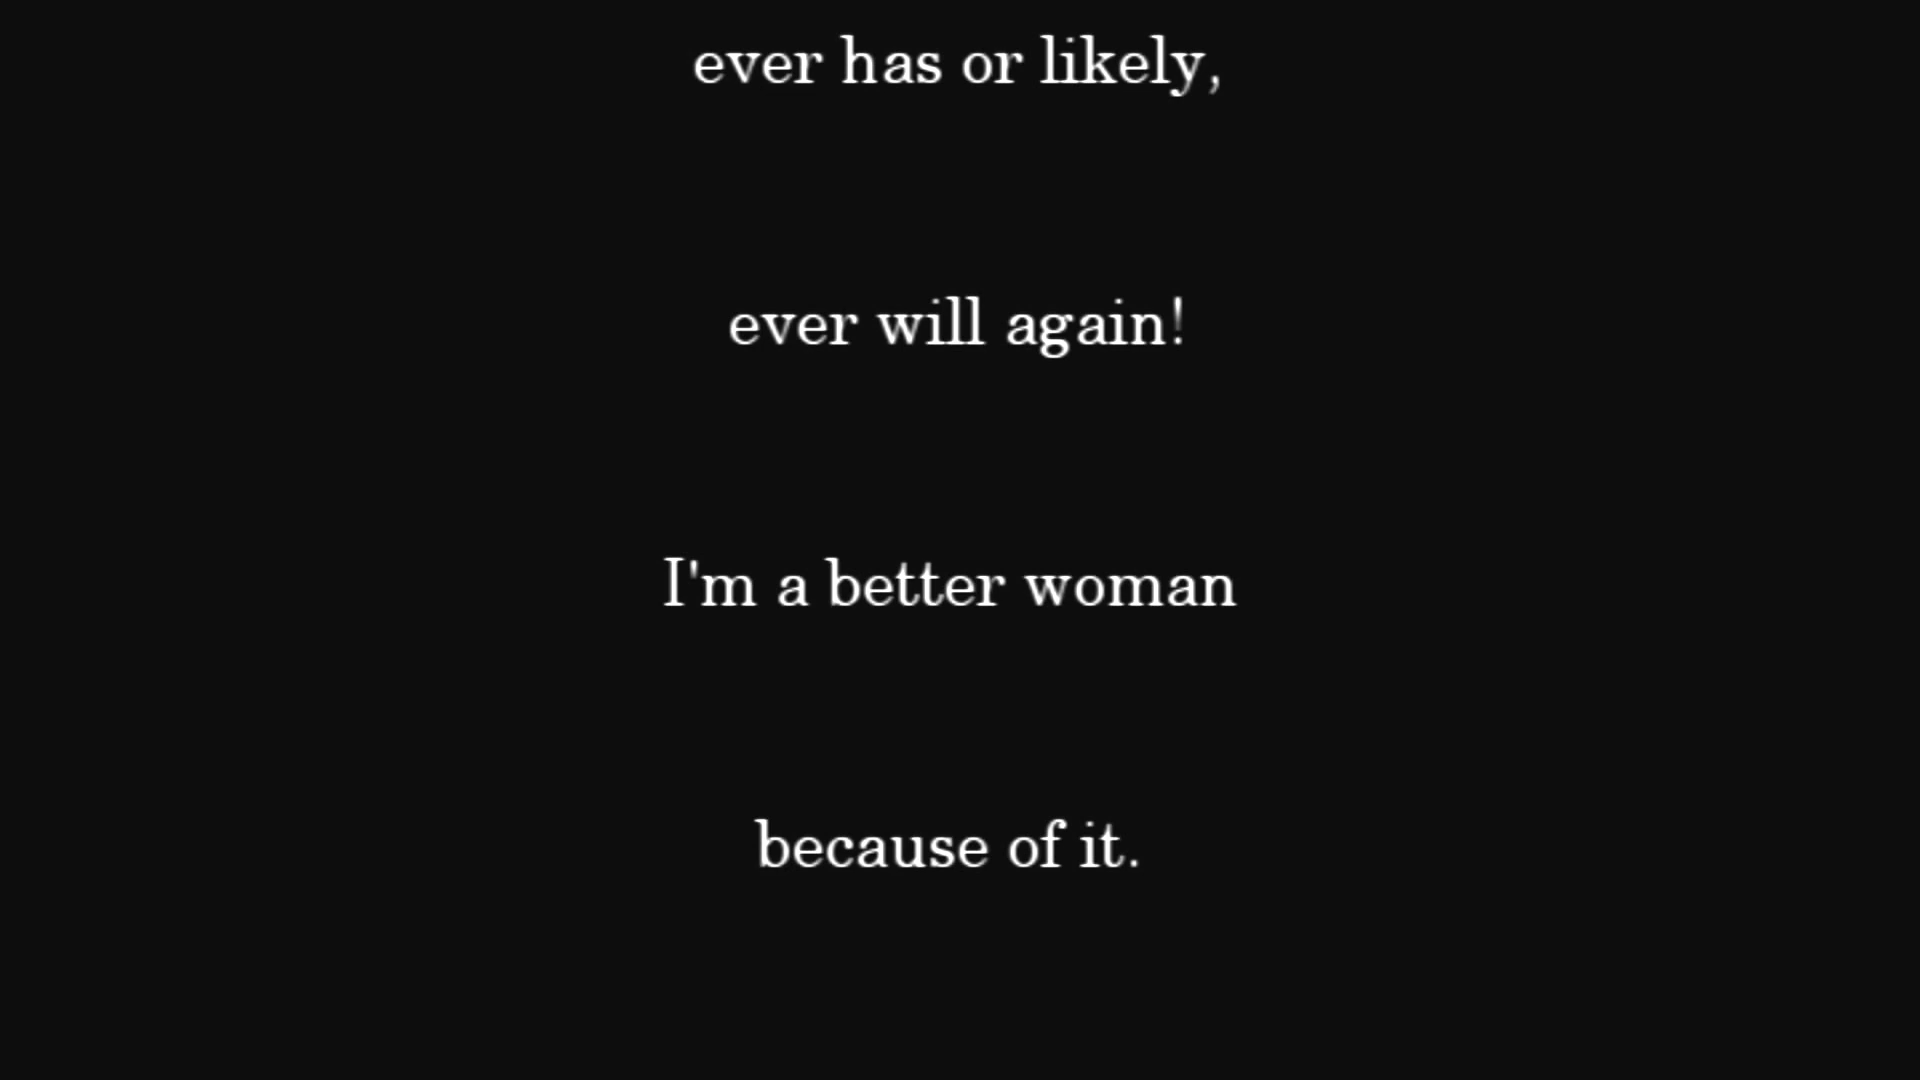 ever has or likely,
ever will again!
I'm a better woman
because of it.